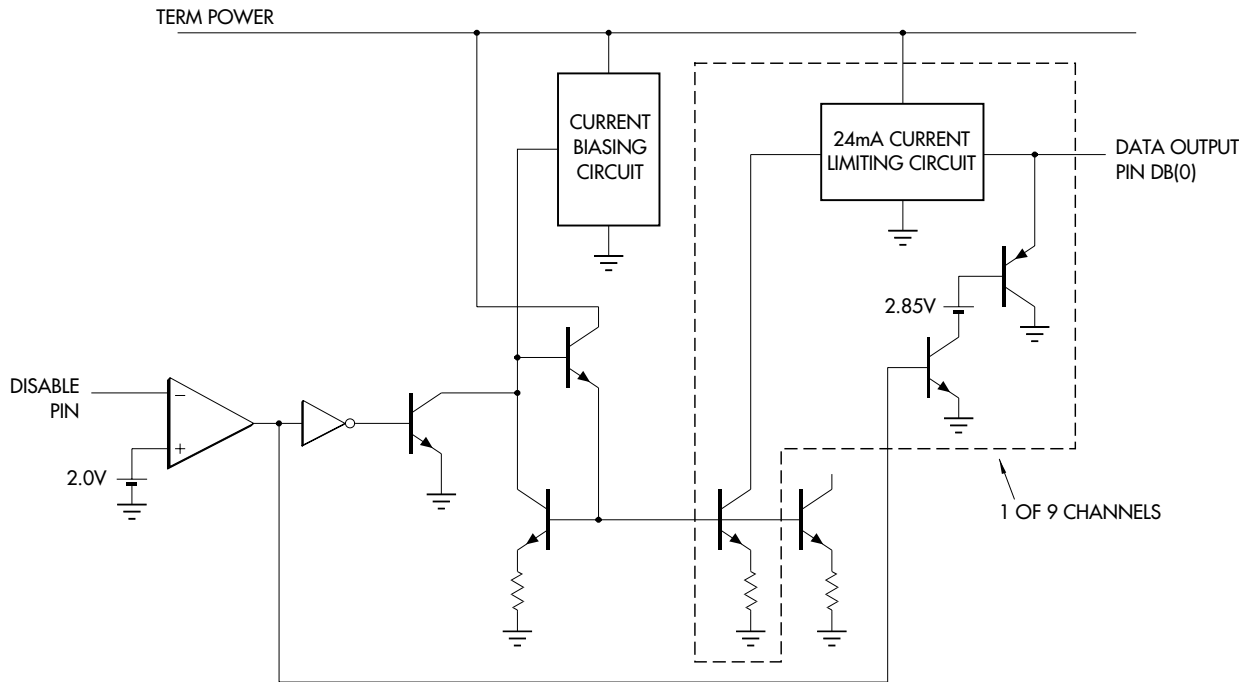 TERM POWER
CURRENT
BIASING
CIRCUIT
24mA CURRENT
LIMITING CIRCUIT
DATA OUTPUT
PIN DB(0)
2.85V
DISABLE
PIN
−
+
2.0V
1 OF 9 CHANNELS